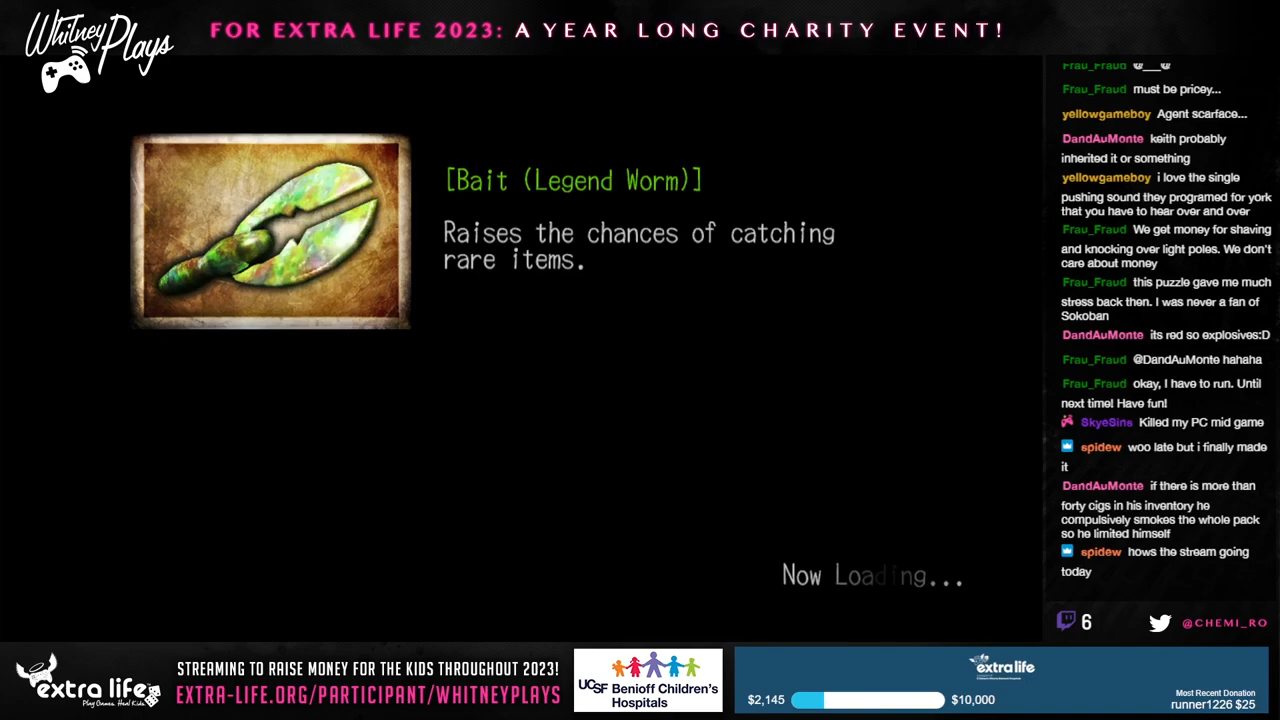 Whitney Plays
FOR EXTRA LIFE 2023: A YEAR LONG CHARITY EVENT!
[Bait (Legend Worm)]
Raises the chances of catching
rare items.
Now Loading...
Frau_Fraud @___@
Frau_Fraud must be pricey...
yellowgameboy Agent scarface...
DandAuMonte keith probably
inherited it or something
yellowgameboy i love the single
pushing sound they programed for york
that you have to hear over and over
Frau_Fraud We get money for shaving
and knocking over light poles. We don't
care about money
Frau_Fraud this puzzle gave me much
stress back then. I was never a fan of
Sokoban
DandAuMonte its red so explosives:D
Frau_Fraud @DandAuMonte hahaha
Frau_Fraud okay, I have to run. Until
next time! Have fun!
SkyeSins Killed my PC mid game
spidew woo late but i finally made
it
DandAuMonte if there is more than
forty cigs in his inventory he
compulsively smokes the whole pack
so he limited himself
spidew hows the stream going
today
6
@CHEMI_RO
extra life
Play Games. Heal Kids.
STREAMING TO RAISE MONEY FOR THE KIDS THROUGHOUT 2023!
EXTRA-LIFE.ORG/PARTICIPANT/WHITNEYPLAYS
UCSF Benioff Children's
Hospitals
extra life
$2,145
$10,000
Most Recent Donation
runner1226 $25